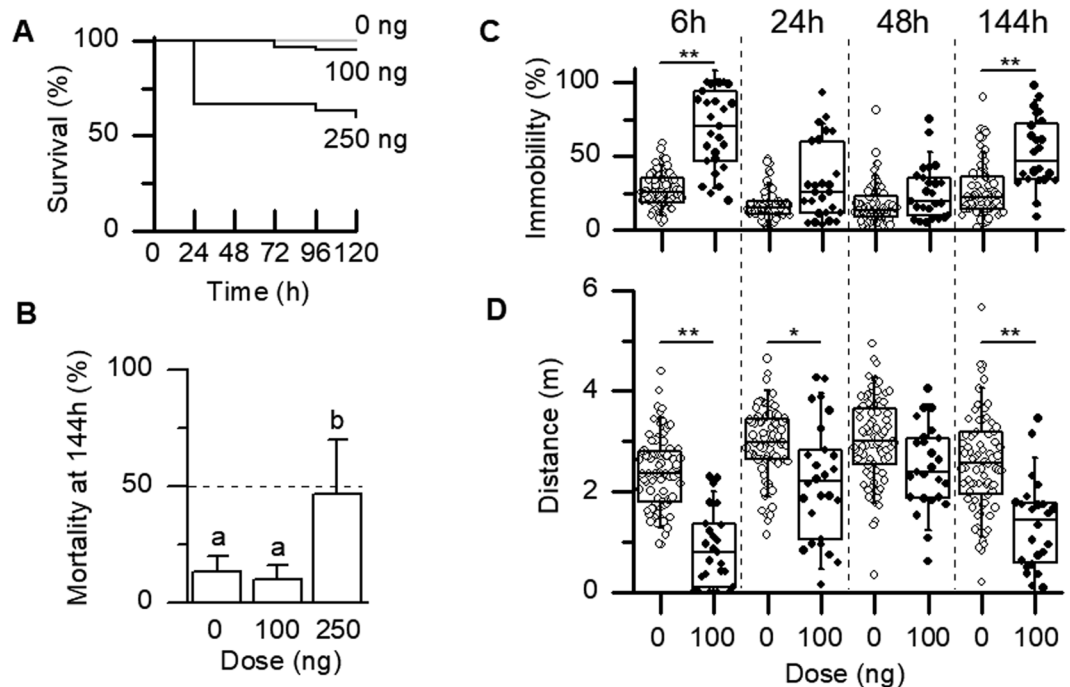 A
Survival (%)
100
50
0
0 ng
100 ng
250 ng
0 24 48 72 96 120
Time (h)
B
Mortality at 144h (%)
100
50
0
a a b
0 100 250
Dose (ng)
6h 24h 48h 144h
C
Immobililty (%)
100
50
0
** **
D
Distance (m)
6
4
2
0
** * **
0 100 0 100 0 100 0 100
Dose (ng)